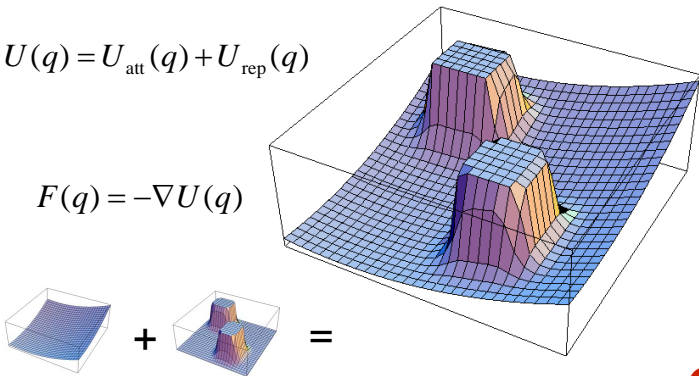 U(q) = U_att(q) + U_rep(q)
F(q) = −∇U(q)
+ =